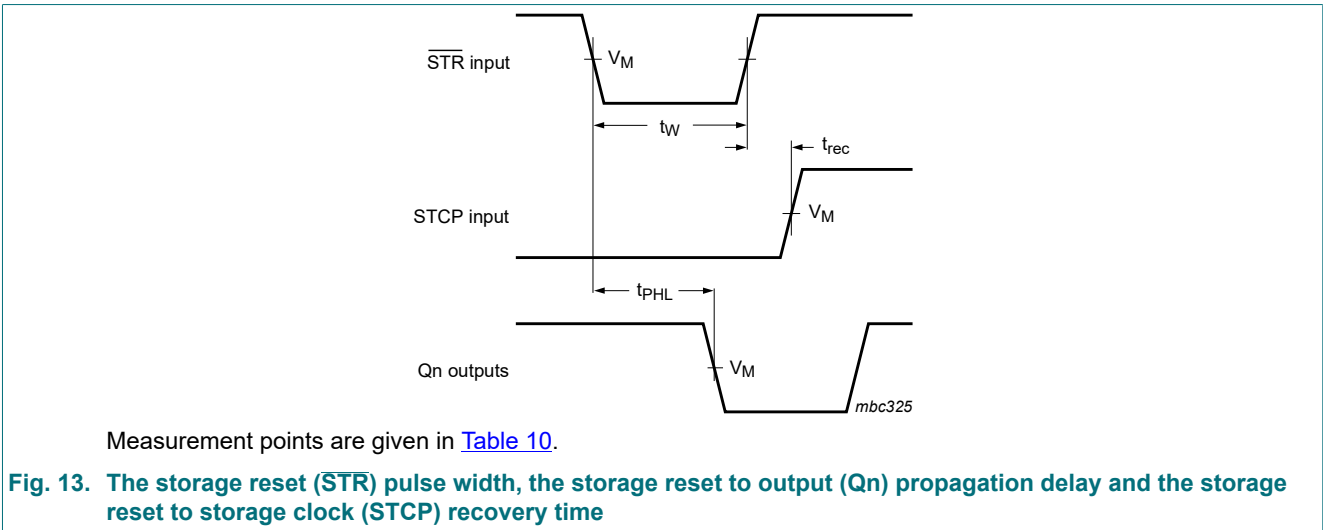 STR input
VM
tW
trec
STCP input
VM
tPHL
Qn outputs
VM
mbc325
Measurement points are given in Table 10.
Fig. 13. The storage reset (STR) pulse width, the storage reset to output (Qn) propagation delay and the storage
reset to storage clock (STCP) recovery time